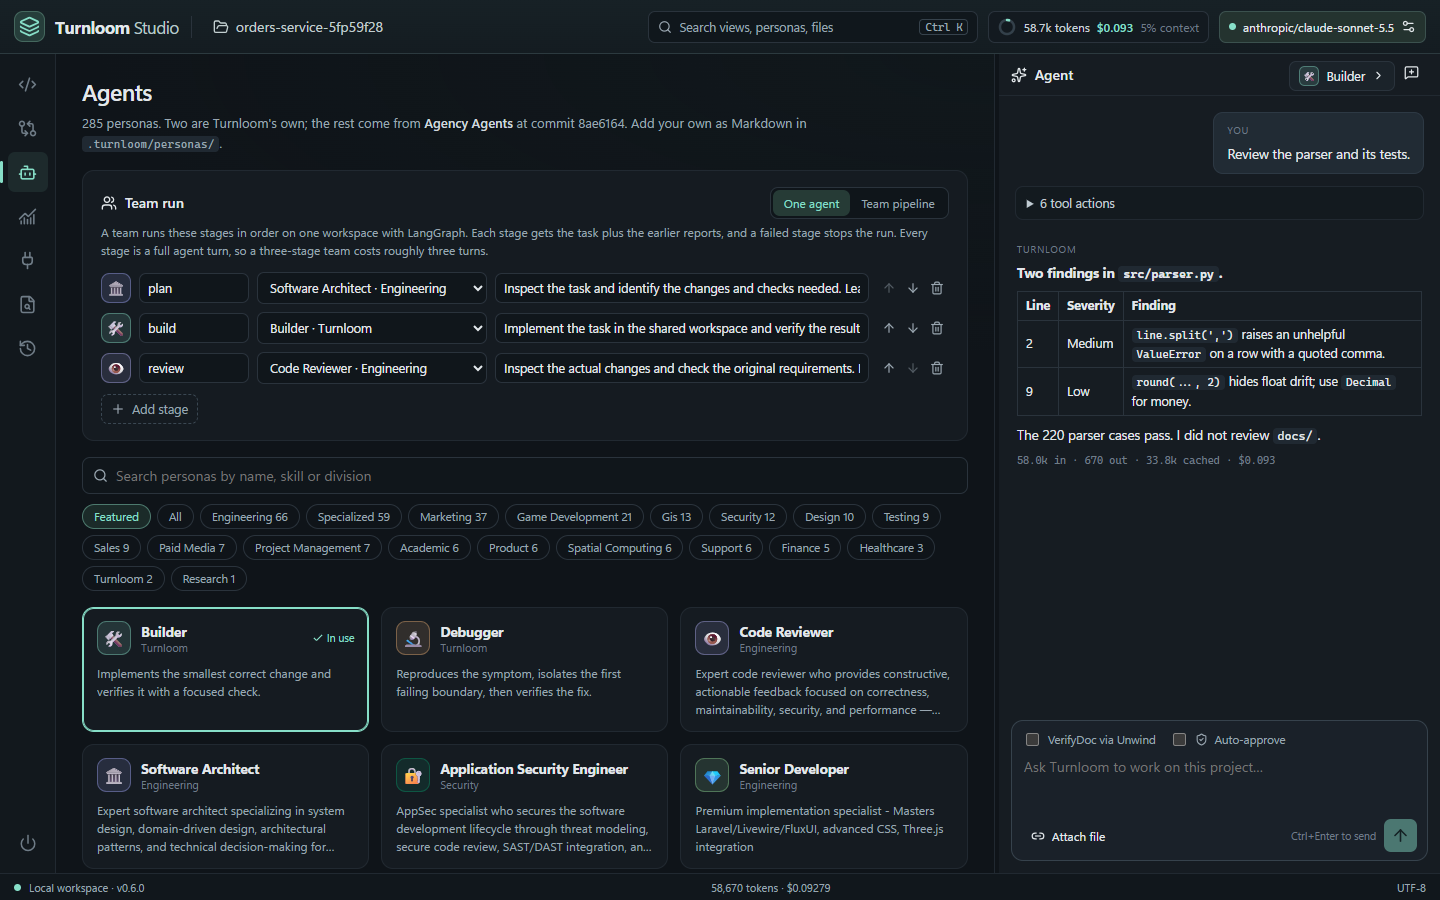 Turnloom Studio
orders-service-5fp59f28
Search views, personas, files
Ctrl K
58.7k tokens $0.093 5% context
anthropic/claude-sonnet-5.5
Agents
285 personas. Two are Turnloom's own; the rest come from Agency Agents at commit 8ae6164. Add your own as Markdown in
.turnloom/personas/ .
Team run
One agent
Team pipeline
A team runs these stages in order on one workspace with LangGraph. Each stage gets the task plus the earlier reports, and a failed stage stops the run. Every
stage is a full agent turn, so a three-stage team costs roughly three turns.
plan
Software Architect · Engineering
Inspect the task and identify the changes and checks needed. Lea
build
Builder · Turnloom
Implement the task in the shared workspace and verify the result
review
Code Reviewer · Engineering
Inspect the actual changes and check the original requirements.
Add stage
Search personas by name, skill or division
Featured
All
Engineering 66
Specialized 59
Marketing 37
Game Development 21
Gis 13
Security 12
Design 10
Testing 9
Sales 9
Paid Media 7
Project Management 7
Academic 6
Product 6
Spatial Computing 6
Support 6
Finance 5
Healthcare 3
Turnloom 2
Research 1
Builder
Turnloom
In use
Implements the smallest correct change and
verifies it with a focused check.
Debugger
Turnloom
Reproduces the symptom, isolates the first
failing boundary, then verifies the fix.
Code Reviewer
Engineering
Expert code reviewer who provides constructive,
actionable feedback focused on correctness,
maintainability, security, and performance —...
Software Architect
Engineering
Expert software architect specializing in system
design, domain-driven design, architectural
patterns, and technical decision-making for...
Application Security Engineer
Security
AppSec specialist who secures the software
development lifecycle through threat modeling,
secure code review, SAST/DAST integration, an...
Senior Developer
Engineering
Premium implementation specialist - Masters
Laravel/Livewire/FluxUI, advanced CSS, Three.js
integration
Agent
Builder
YOU
Review the parser and its tests.
6 tool actions
TURNLOOM
Two findings in src/parser.py .
Line Severity Finding
2 Medium line.split(',') raises an unhelpful
ValueError on a row with a quoted comma.
9 Low round(..., 2) hides float drift; use Decimal
for money.
The 220 parser cases pass. I did not review docs/ .
58.0k in · 670 out · 33.8k cached · $0.093
VerifyDoc via Unwind
Auto-approve
Ask Turnloom to work on this project...
Attach file
Ctrl+Enter to send
Local workspace · v0.6.0
58,670 tokens · $0.09279
UTF-8